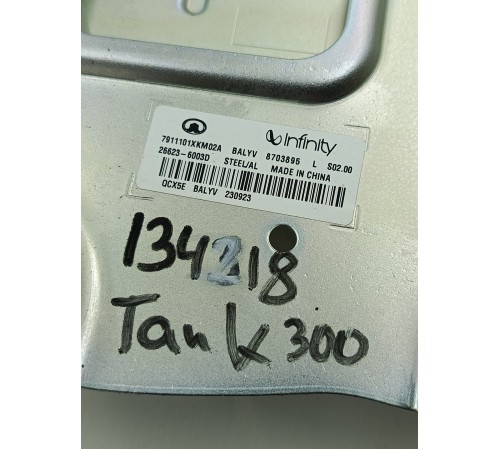 Infinity
7911101XKM02A BALYV 8703895 L S02.00
26623-6003D STEEL/AL MADE IN CHINA
QCX5E BALYV 230923
134218
Tank 300